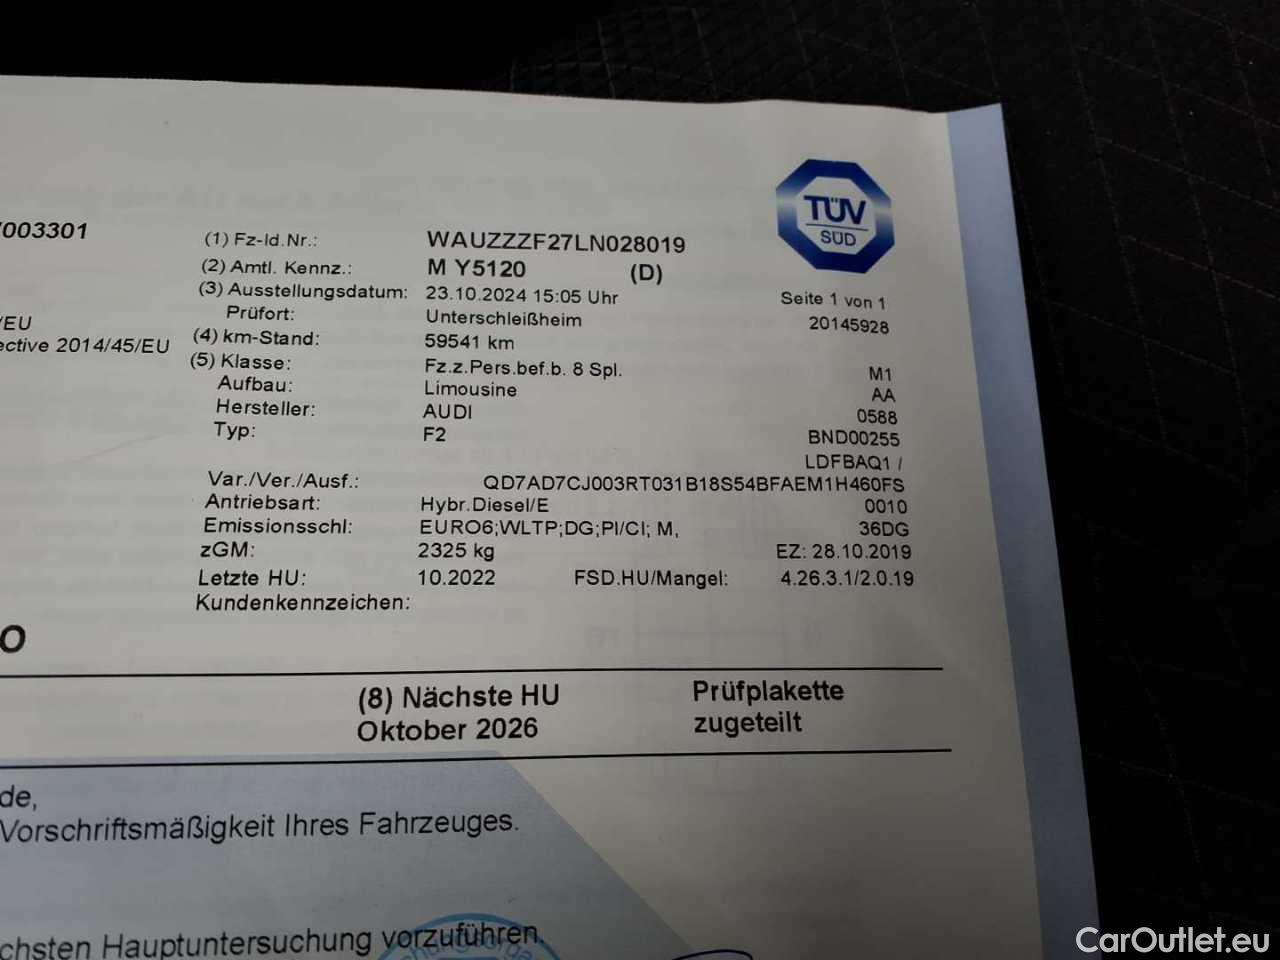 TÜV
SÜD
/003301
(1) Fz-Id.Nr.: WAUZZZF27LN028019
(2) Amtl. Kennz.: M Y5120 (D)
(3) Ausstellungsdatum: 23.10.2024 15:05 Uhr Seite 1 von 1
Prüfort: Unterschleißheim 20145928
/EU
ective 2014/45/EU
(4) km-Stand: 59541 km
(5) Klasse: Fz.z.Pers.bef.b. 8 Spl. M1
Aufbau: Limousine AA
Hersteller: AUDI 0588
Typ: F2 BND00255
LDFBAQ1 /
Var./Ver./Ausf.: QD7AD7CJ003RT031B18S54BFAEM1H460FS
Antriebsart: Hybr.Diesel/E 0010
Emissionsschl: EURO6;WLTP;DG;PI/CI; M, 36DG
zGM: 2325 kg EZ: 28.10.2019
Letzte HU: 10.2022 FSD.HU/Mangel: 4.26.3.1/2.0.19
Kundenkennzeichen:
O
(8) Nächste HU Prüfplakette
Oktober 2026 zugeteilt
de,
Vorschriftsmäßigkeit Ihres Fahrzeuges.
chsten Hauptuntersuchung vorzuführen.
CarOutlet.eu